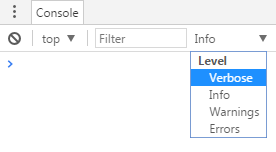 Console
top ▼ Filter Info ▼
Level
Verbose
Info
Warnings
Errors